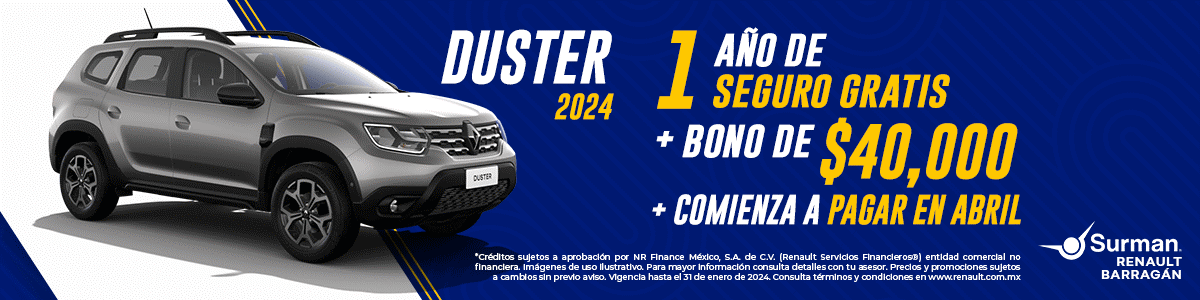 DUSTER
2024
1 AÑO DE
SEGURO GRATIS
+ BONO DE $40,000
+ COMIENZA A PAGAR EN ABRIL
DUSTER
*Créditos sujetos a aprobación por NR Finance México, S.A. de C.V. (Renault Servicios Financieros®) entidad comercial no
financiera. Imágenes de uso ilustrativo. Para mayor información consulta detalles con tu asesor. Precios y promociones sujetos
a cambios sin previo aviso. Vigencia hasta el 31 de enero de 2024. Consulta términos y condiciones en www.renault.com.mx
Surman
RENAULT
BARRAGÁN